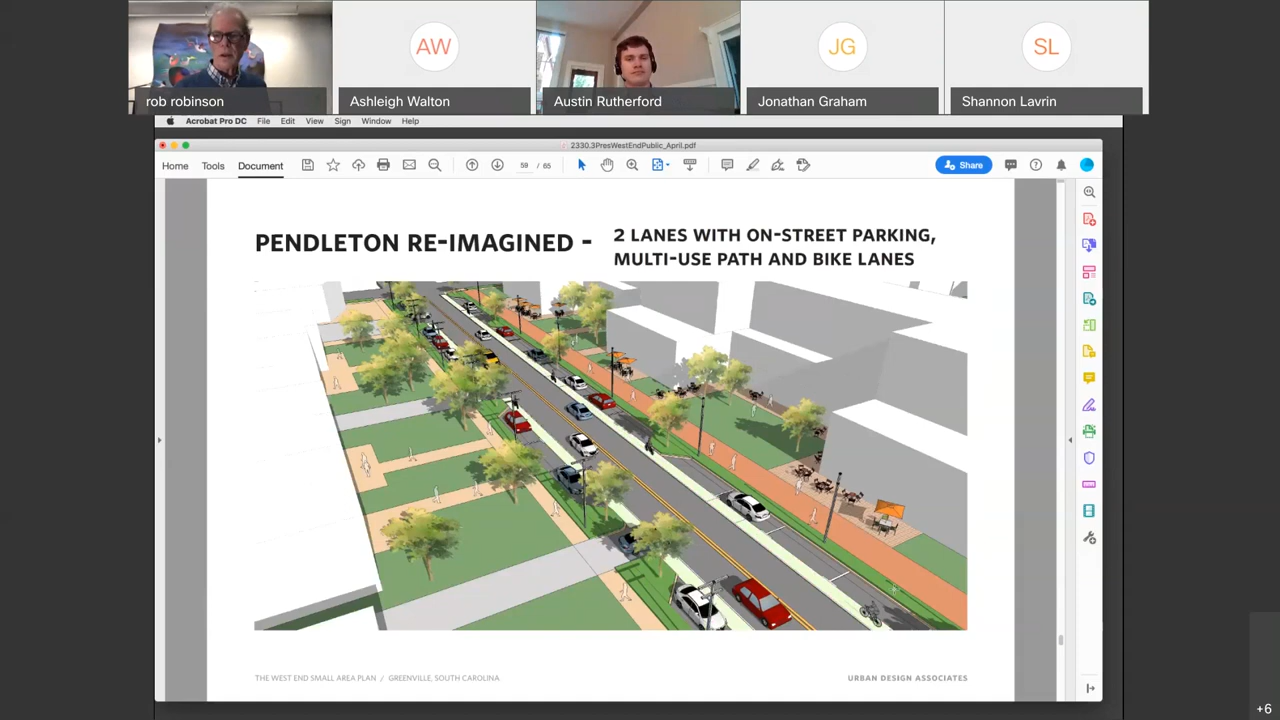 AW
JG
SL
rob robinson
Ashleigh Walton
Austin Rutherford
Jonathan Graham
Shannon Lavrin
Acrobat Pro DC File Edit View Sign Window Help
2330.3PresWestEndPublic_April.pdf
Home Tools Document 59 / 65 Share
PENDLETON RE-IMAGINED -
2 LANES WITH ON-STREET PARKING,
MULTI-USE PATH AND BIKE LANES
THE WEST END SMALL AREA PLAN / GREENVILLE, SOUTH CAROLINA
URBAN DESIGN ASSOCIATES
+6